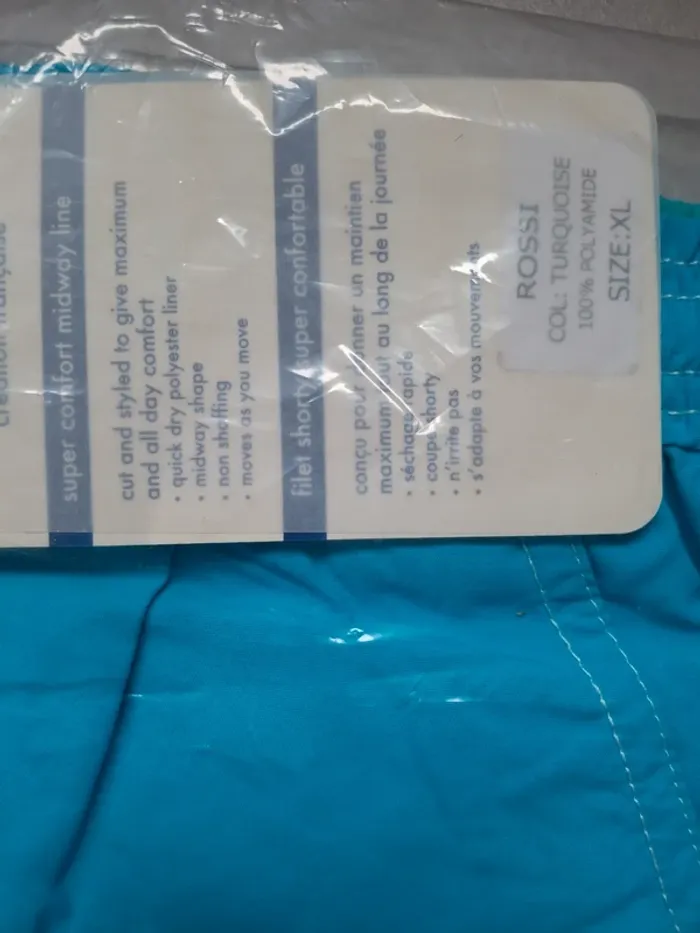 création française
super comfort midway line
cut and styled to give maximum
and all day comfort
• quick dry polyester liner
• midway shape
• non shaffing
• moves as you move
filet shorty super confortable
conçu pour donner un maintien
maximum tout au long de la journée
• séchage rapide
• coupe shorty
• n'irrite pas
• s'adapte à vos mouvements
ROSSI
COL: TURQUOISE
100% POLYAMIDE
SIZE:XL